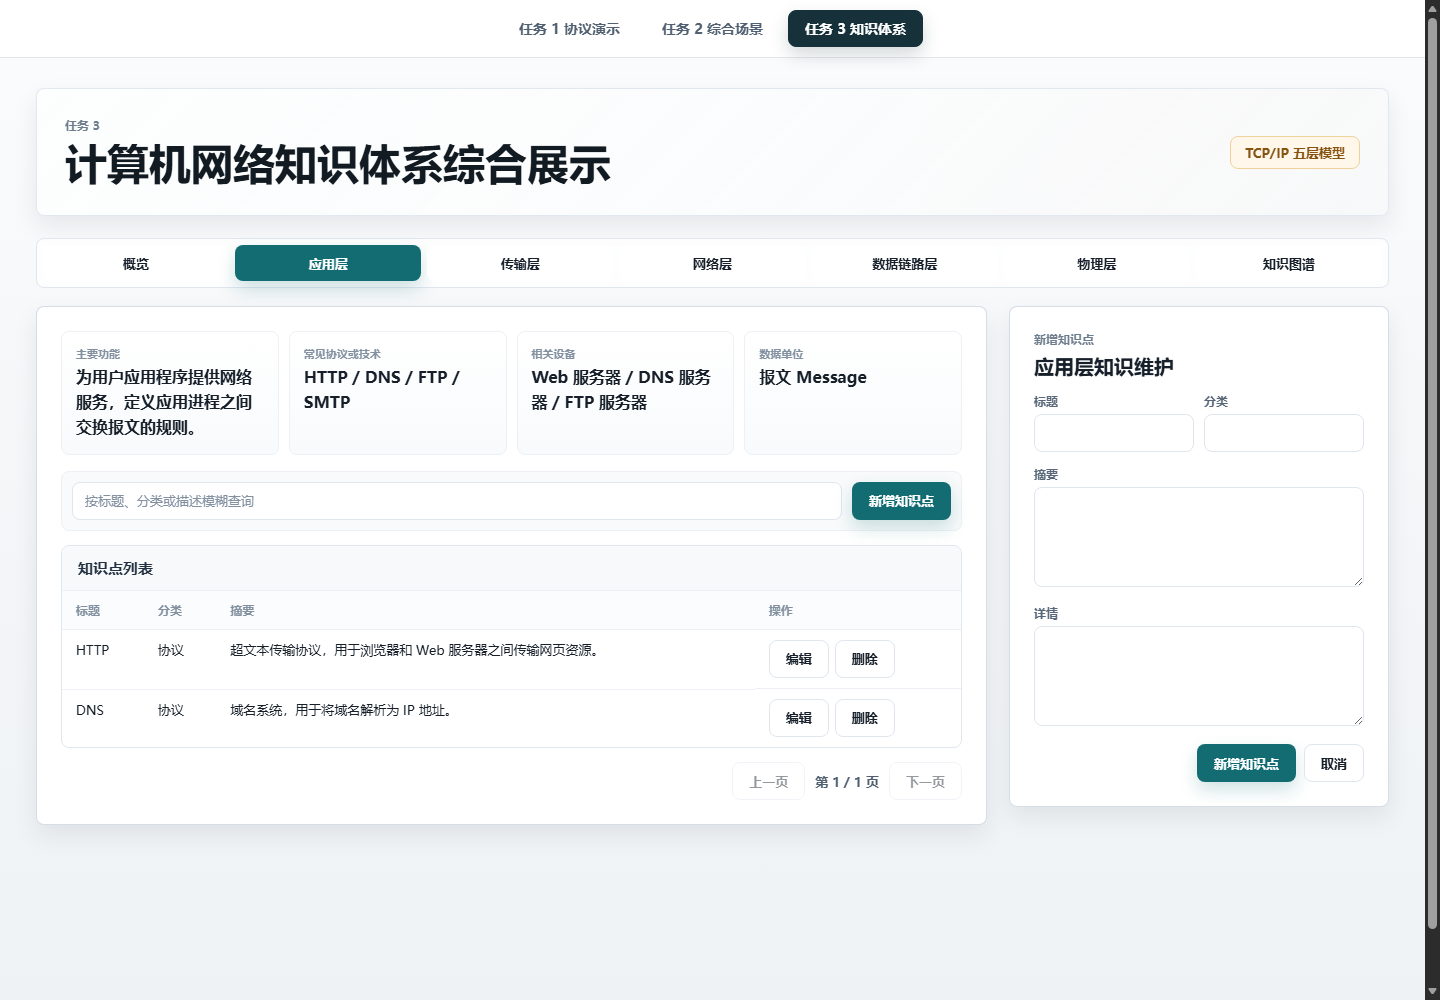 任务 1 协议演示
任务 2 综合场景
任务 3 知识体系
任务 3
计算机网络知识体系综合展示
TCP/IP 五层模型
概览
应用层
传输层
网络层
数据链路层
物理层
知识图谱
主要功能
为用户应用程序提供网络
服务，定义应用进程之间
交换报文的规则。
常见协议或技术
HTTP / DNS / FTP /
SMTP
相关设备
Web 服务器 / DNS 服务
器 / FTP 服务器
数据单位
报文 Message
按标题、分类或描述模糊查询
新增知识点
知识点列表
标题 分类 摘要 操作
HTTP 协议 超文本传输协议，用于浏览器和 Web 服务器之间传输网页资源。 编辑 删除
DNS 协议 域名系统，用于将域名解析为 IP 地址。 编辑 删除
上一页 第 1 / 1 页 下一页
新增知识点
应用层知识维护
标题 分类
摘要
详情
新增知识点 取消